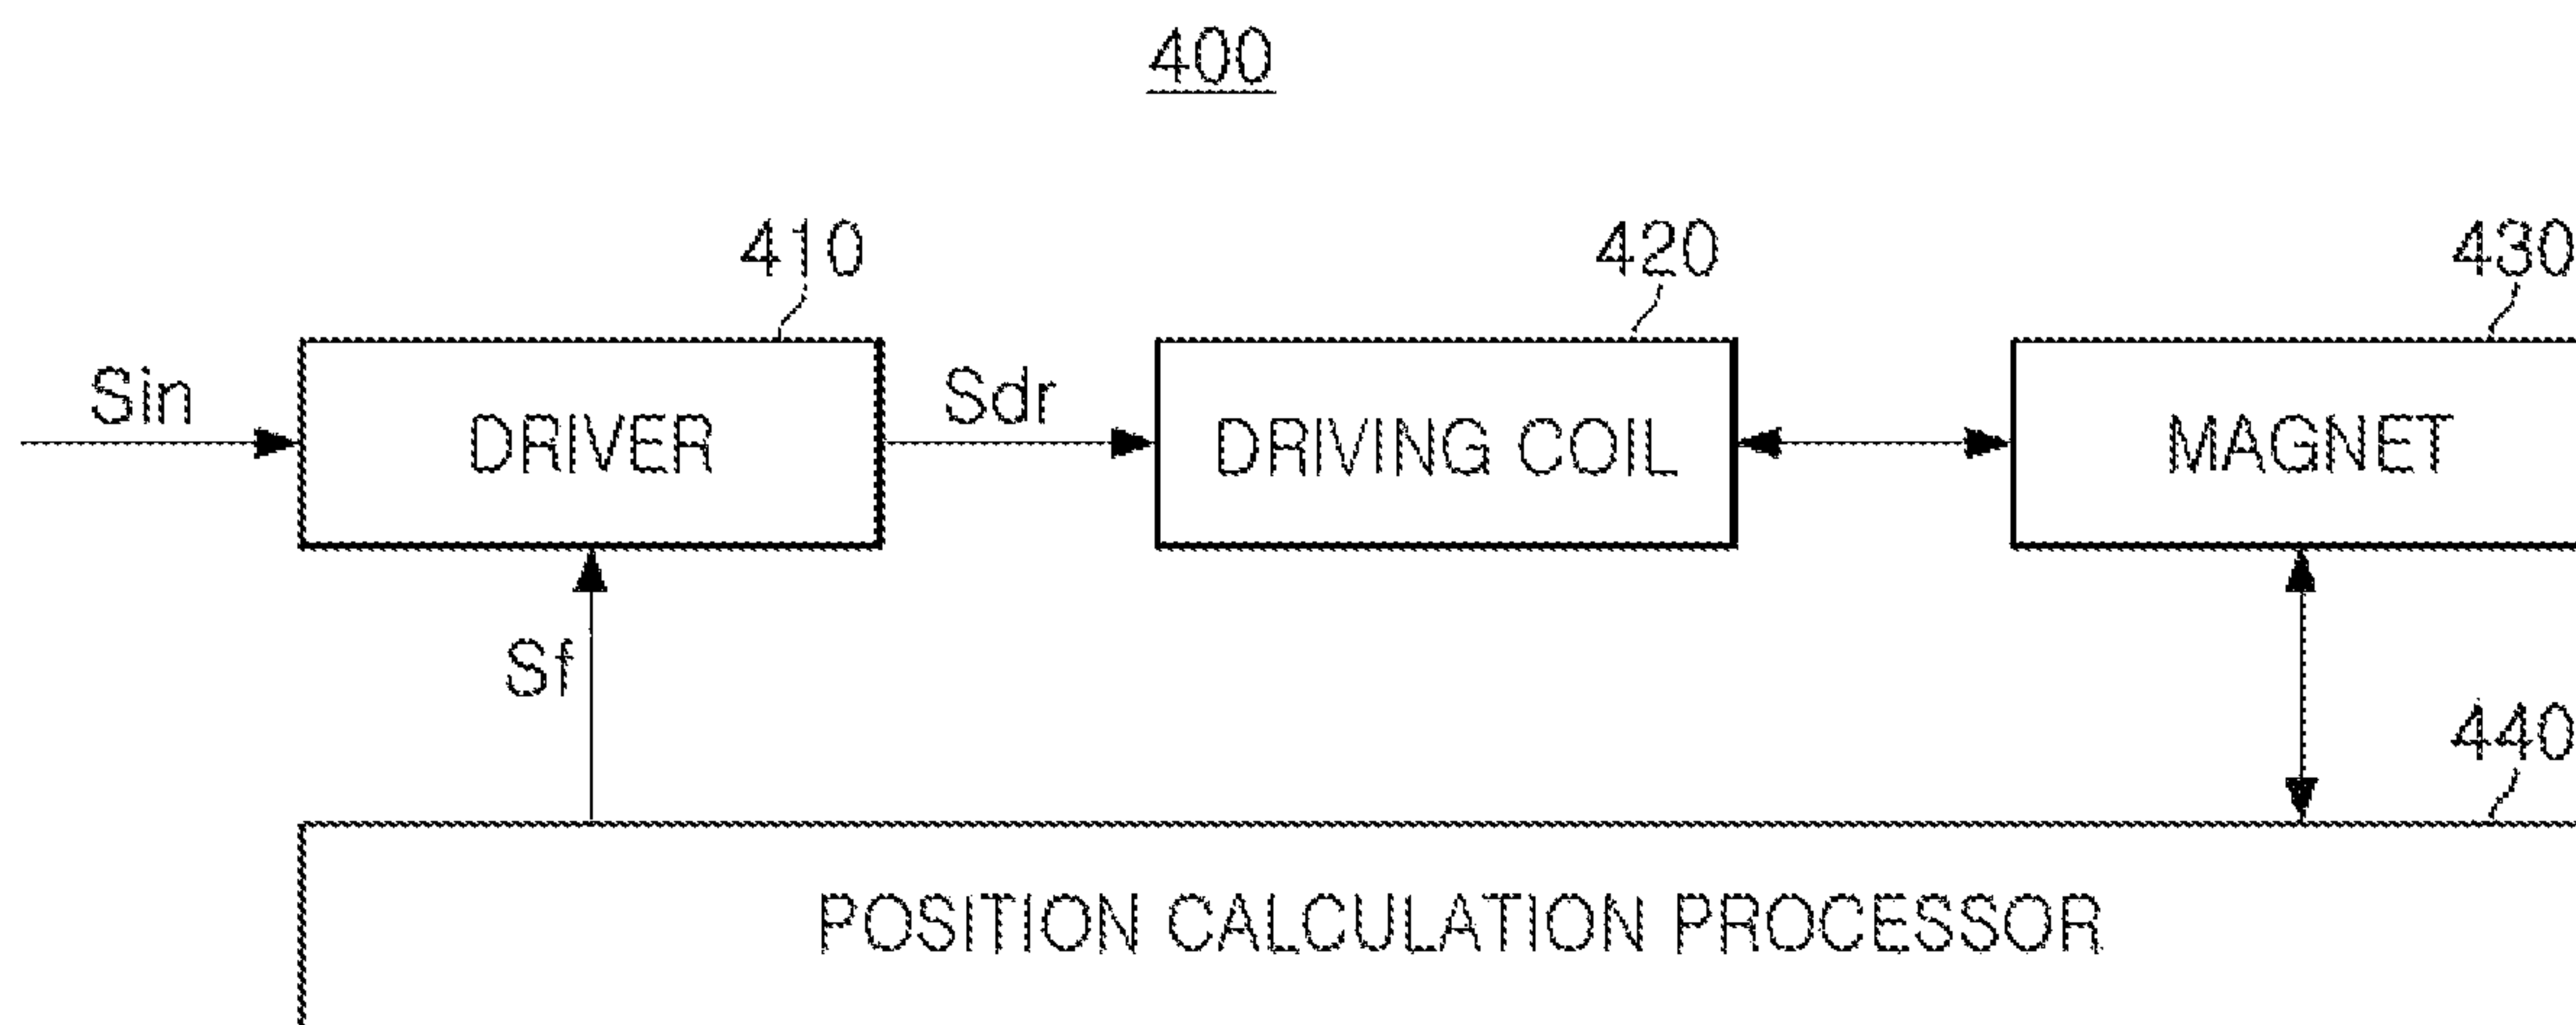 400
410
420
430
Sin
DRIVER
Sdr
DRIVING COIL
MAGNET
Sf
440
POSITION CALCULATION PROCESSOR